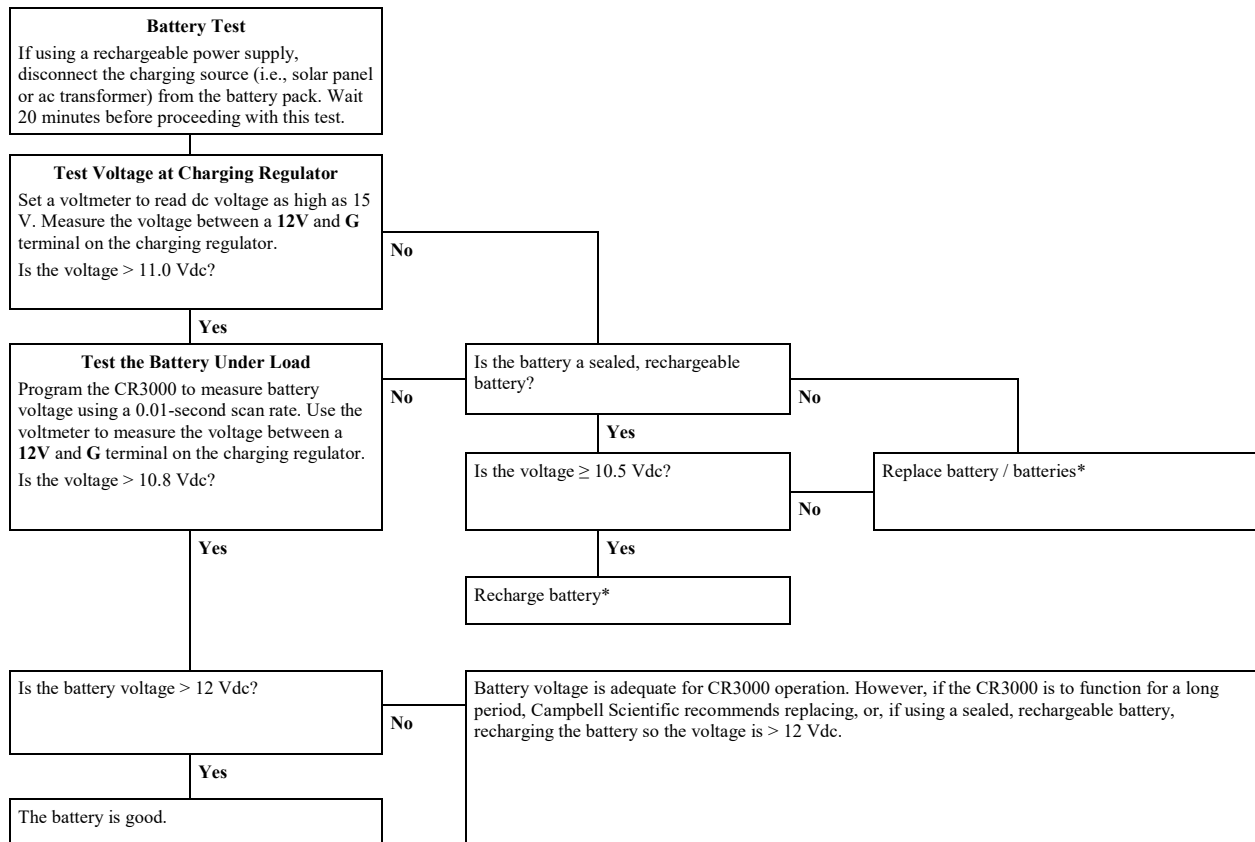 Battery Test
If using a rechargeable power supply,
disconnect the charging source (i.e., solar panel
or ac transformer) from the battery pack. Wait
20 minutes before proceeding with this test.
Test Voltage at Charging Regulator
Set a voltmeter to read dc voltage as high as 15
V. Measure the voltage between a 12V and G
terminal on the charging regulator.
Is the voltage > 11.0 Vdc?
No
Yes
Test the Battery Under Load
Program the CR3000 to measure battery
voltage using a 0.01-second scan rate. Use the
voltmeter to measure the voltage between a
12V and G terminal on the charging regulator.
Is the voltage > 10.8 Vdc?
No
Is the battery a sealed, rechargeable
battery?
No
Yes
Is the voltage ≥ 10.5 Vdc?
No
Replace battery / batteries*
Yes
Yes
Recharge battery*
Is the battery voltage > 12 Vdc?
No
Battery voltage is adequate for CR3000 operation. However, if the CR3000 is to function for a long
period, Campbell Scientific recommends replacing, or, if using a sealed, rechargeable battery,
recharging the battery so the voltage is > 12 Vdc.
Yes
The battery is good.